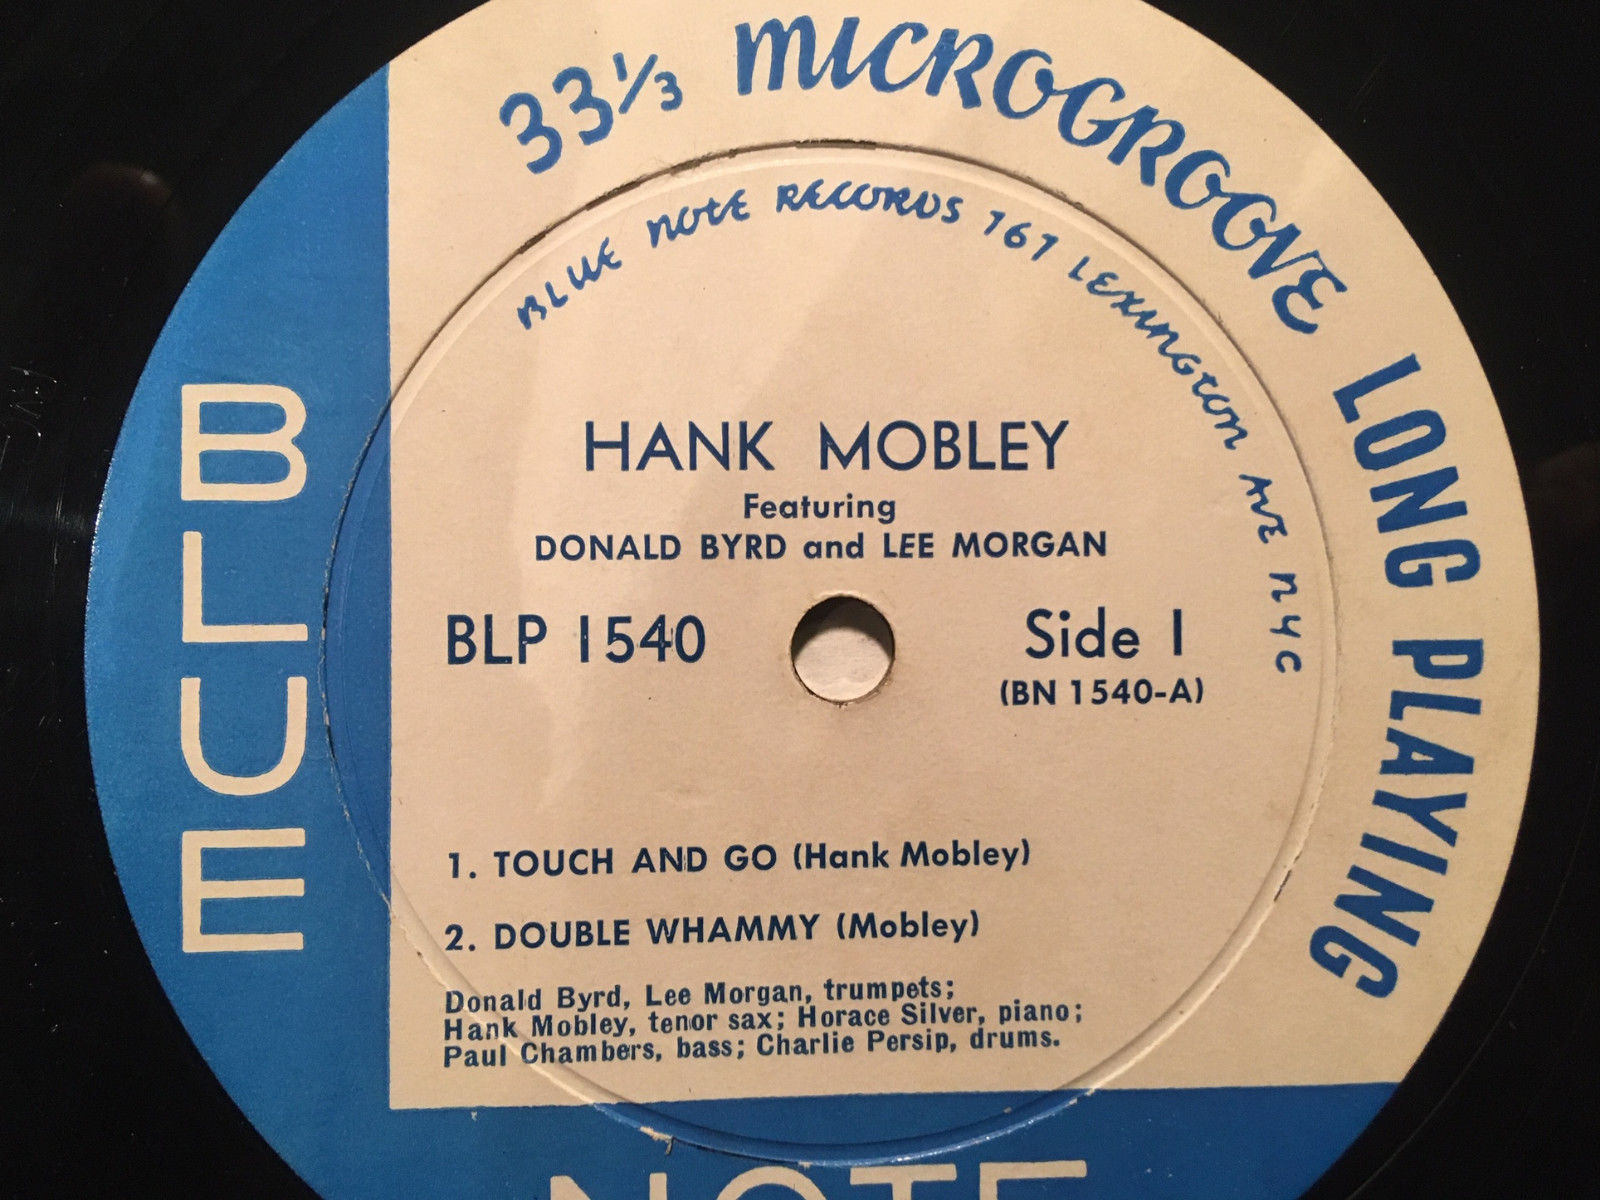 33⅓ MICROGROOVE LONG PLAYING
BLUE NOTE RECORDS 767 LEXINGTON AVE NYC
BLUE
HANK MOBLEY
Featuring
DONALD BYRD and LEE MORGAN
BLP 1540
Side 1
(BN 1540-A)
1. TOUCH AND GO (Hank Mobley)
2. DOUBLE WHAMMY (Mobley)
Donald Byrd, Lee Morgan, trumpets;
Hank Mobley, tenor sax; Horace Silver, piano;
Paul Chambers, bass; Charlie Persip, drums.
NOTE